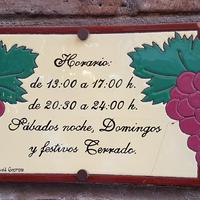 Horario:
de 13:00 a 17:00 h.
de 20:30 a 24:00 h.
Sábados noche, Domingos
y festivos Cerrado.